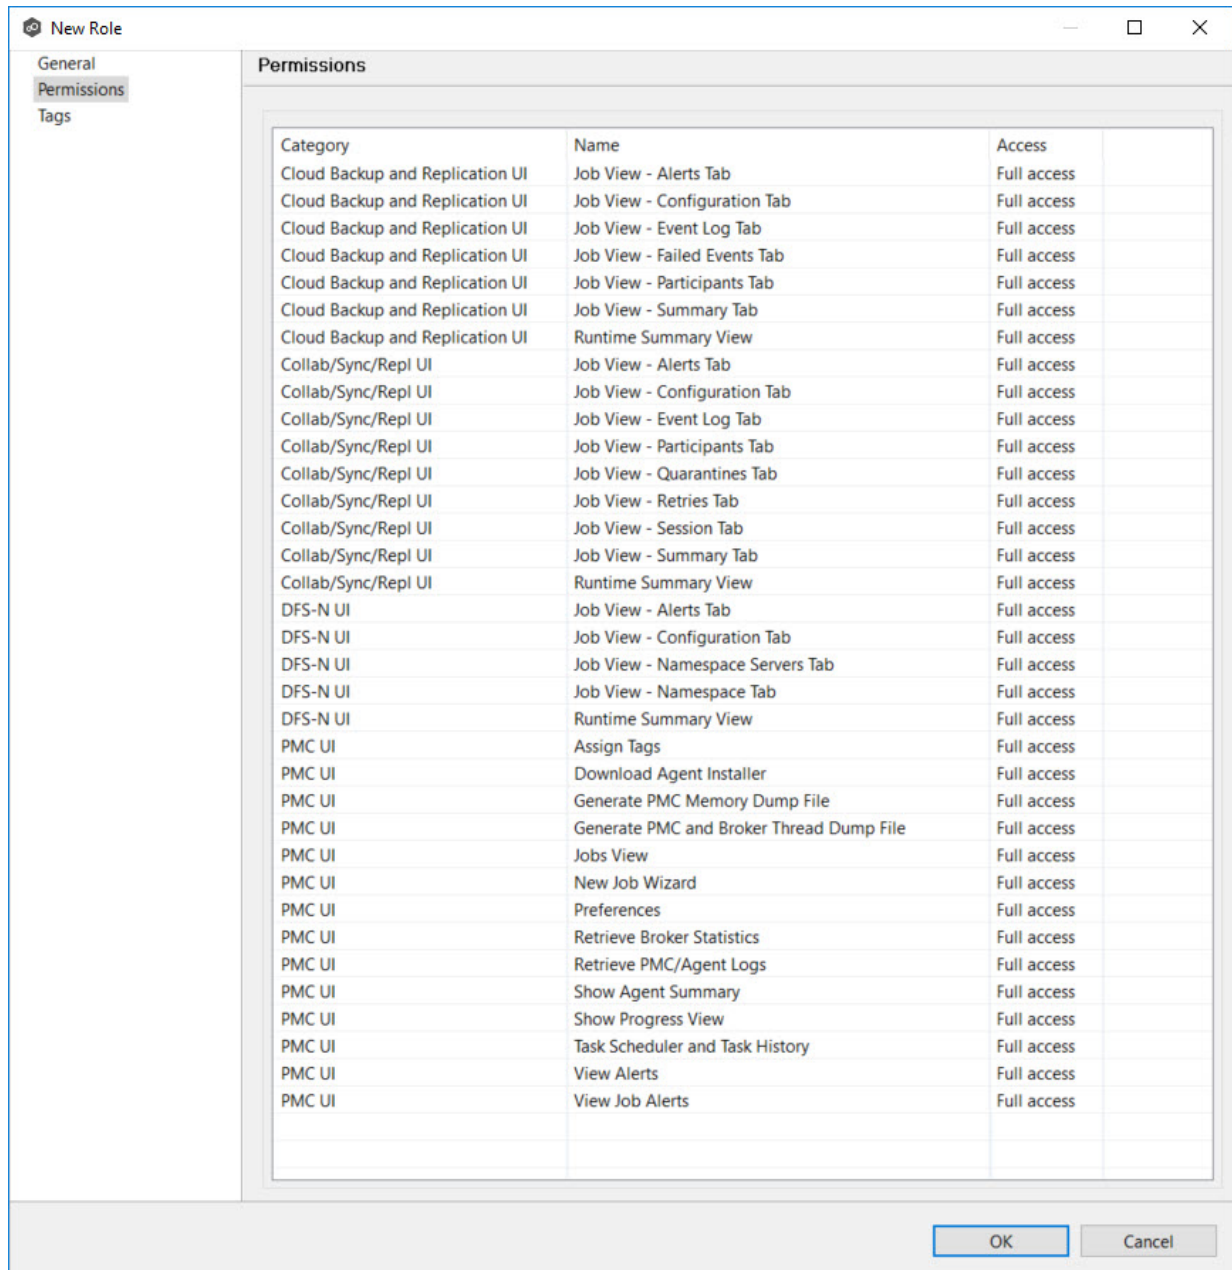 New Role
General
Permissions
Tags
Permissions
Category Name Access
Cloud Backup and Replication UI Job View - Alerts Tab Full access
Cloud Backup and Replication UI Job View - Configuration Tab Full access
Cloud Backup and Replication UI Job View - Event Log Tab Full access
Cloud Backup and Replication UI Job View - Failed Events Tab Full access
Cloud Backup and Replication UI Job View - Participants Tab Full access
Cloud Backup and Replication UI Job View - Summary Tab Full access
Cloud Backup and Replication UI Runtime Summary View Full access
Collab/Sync/Repl UI Job View - Alerts Tab Full access
Collab/Sync/Repl UI Job View - Configuration Tab Full access
Collab/Sync/Repl UI Job View - Event Log Tab Full access
Collab/Sync/Repl UI Job View - Participants Tab Full access
Collab/Sync/Repl UI Job View - Quarantines Tab Full access
Collab/Sync/Repl UI Job View - Retries Tab Full access
Collab/Sync/Repl UI Job View - Session Tab Full access
Collab/Sync/Repl UI Job View - Summary Tab Full access
Collab/Sync/Repl UI Runtime Summary View Full access
DFS-N UI Job View - Alerts Tab Full access
DFS-N UI Job View - Configuration Tab Full access
DFS-N UI Job View - Namespace Servers Tab Full access
DFS-N UI Job View - Namespace Tab Full access
DFS-N UI Runtime Summary View Full access
PMC UI Assign Tags Full access
PMC UI Download Agent Installer Full access
PMC UI Generate PMC Memory Dump File Full access
PMC UI Generate PMC and Broker Thread Dump File Full access
PMC UI Jobs View Full access
PMC UI New Job Wizard Full access
PMC UI Preferences Full access
PMC UI Retrieve Broker Statistics Full access
PMC UI Retrieve PMC/Agent Logs Full access
PMC UI Show Agent Summary Full access
PMC UI Show Progress View Full access
PMC UI Task Scheduler and Task History Full access
PMC UI View Alerts Full access
PMC UI View Job Alerts Full access
OK Cancel